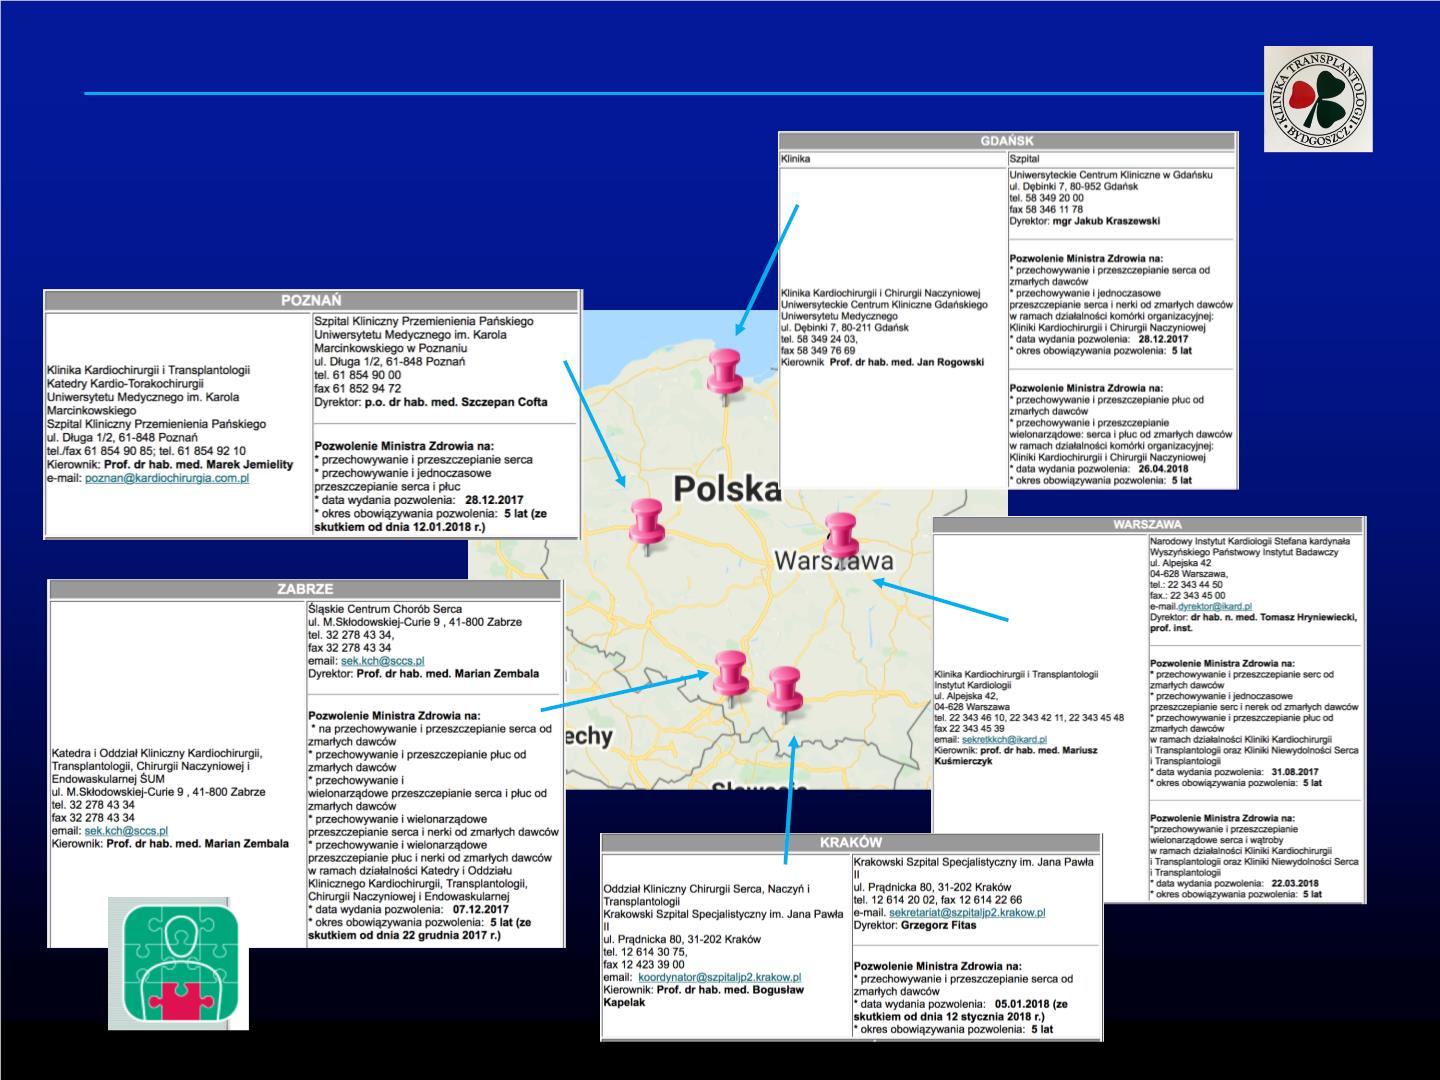 KLINIKA TRANSPLANTOLOGII
• BYDGOSZCZ •
GDAŃSK
Klinika
Szpital
Klinika Kardiochirurgii i Chirurgii Naczyniowej
Uniwersyteckie Centrum Kliniczne Gdańskiego
Uniwersytetu Medycznego
ul. Dębinki 7, 80-211 Gdańsk
tel. 58 349 24 03,
fax 58 349 76 69
Kierownik Prof. dr hab. med. Jan Rogowski
Uniwersyteckie Centrum Kliniczne w Gdańsku
ul. Dębinki 7, 80-952 Gdańsk
tel. 58 349 20 00
fax 58 346 11 78
Dyrektor: mgr Jakub Kraszewski
Pozwolenie Ministra Zdrowia na:
* przechowywanie i przeszczepianie serca od
zmarłych dawców
* przechowywanie i jednoczasowe
przeszczepianie serca i nerki od zmarłych dawców
w ramach działalności komórki organizacyjnej:
Kliniki Kardiochirurgii i Chirurgii Naczyniowej
* data wydania pozwolenia: 28.12.2017
* okres obowiązywania pozwolenia: 5 lat
Pozwolenie Ministra Zdrowia na:
* przechowywanie i przeszczepianie płuc od
zmarłych dawców
* przechowywanie i przeszczepianie
wielonarządowe: serca i płuc od zmarłych dawców
w ramach działalności komórki organizacyjnej:
Kliniki Kardiochirurgii i Chirurgii Naczyniowej
* data wydania pozwolenia: 26.04.2018
* okres obowiązywania pozwolenia: 5 lat
POZNAŃ
Klinika Kardiochirurgii i Transplantologii
Katedry Kardio-Torakochirurgii
Uniwersytetu Medycznego im. Karola
Marcinkowskiego
Szpital Kliniczny Przemienienia Pańskiego
ul. Długa 1/2, 61-848 Poznań
tel./fax 61 854 90 85; tel. 61 854 92 10
Kierownik: Prof. dr hab. med. Marek Jemielity
e-mail: poznan@kardiochirurgia.com.pl
Szpital Kliniczny Przemienienia Pańskiego
Uniwersytetu Medycznego im. Karola
Marcinkowskiego w Poznaniu
ul. Długa 1/2, 61-848 Poznań
tel. 61 854 90 00
fax 61 852 94 72
Dyrektor: p.o. dr hab. med. Szczepan Cofta
Pozwolenie Ministra Zdrowia na:
* przechowywanie i przeszczepianie serca
* przechowywanie i jednoczasowe
przeszczepianie serca i płuc
* data wydania pozwolenia: 28.12.2017
* okres obowiązywania pozwolenia: 5 lat (ze
skutkiem od dnia 12.01.2018 r.)
Polska
Warszawa
echy
WARSZAWA
Klinika Kardiochirurgii i Transplantologii
Instytut Kardiologii
ul. Alpejska 42,
04-628 Warszawa
tel. 22 343 46 10, 22 343 42 11, 22 343 45 48
fax 22 343 45 39
email: sekretkkch@ikard.pl
Kierownik: prof. dr hab. med. Mariusz
Kuśmierczyk
Narodowy Instytut Kardiologii Stefana kardynała
Wyszyńskiego Państwowy Instytut Badawczy
ul. Alpejska 42
04-628 Warszawa,
tel.: 22 343 44 50
fax.: 22 343 45 00
e-mail.dyrektor@ikard.pl
Dyrektor: dr hab. n. med. Tomasz Hryniewiecki,
prof. inst.
Pozwolenie Ministra Zdrowia na:
* przechowywanie i przeszczepianie serc od
zmarłych dawców
* przechowywanie i jednoczasowe
przeszczepianie serc i nerek od zmarłych dawców
* przechowywanie i przeszczepianie płuc od
zmarłych dawców
w ramach działalności Kliniki Kardiochirurgii
i Transplantologii oraz Kliniki Niewydolności Serca
i Transplantologii
* data wydania pozwolenia: 31.08.2017
* okres obowiązywania pozwolenia: 5 lat
Pozwolenie Ministra Zdrowia na:
*przechowywanie i przeszczepianie
wielonarządowe serca i wątroby
w ramach działalności Kliniki Kardiochirurgii
i Transplantologii oraz Kliniki Niewydolności Serca
i Transplantologii
* data wydania pozwolenia: 22.03.2018
* okres obowiązywania pozwolenia: 5 lat
ZABRZE
Katedra i Oddział Kliniczny Kardiochirurgii,
Transplantologii, Chirurgii Naczyniowej i
Endowaskularnej ŚUM
ul. M.Skłodowskiej-Curie 9 , 41-800 Zabrze
tel. 32 278 43 34
fax 32 278 43 34
email: sek.kch@sccs.pl
Kierownik: Prof. dr hab. med. Marian Zembala
Śląskie Centrum Chorób Serca
ul. M.Skłodowskiej-Curie 9 , 41-800 Zabrze
tel. 32 278 43 34,
fax 32 278 43 34
email: sek.kch@sccs.pl
Dyrektor: Prof. dr hab. med. Marian Zembala
Pozwolenie Ministra Zdrowia na:
* na przechowywanie i przeszczepianie serca od
zmarłych dawców
* przechowywanie i przeszczepianie płuc od
zmarłych dawców
* przechowywanie i
wielonarządowe przeszczepianie serca i płuc od
zmarłych dawców
* przechowywanie i wielonarządowe
przeszczepianie serca i nerki od zmarłych dawców
* przechowywanie i wielonarządowe
przeszczepianie płuc i nerki od zmarłych dawców
w ramach działalności Katedry i Oddziału
Klinicznego Kardiochirurgii, Transplantologii,
Chirurgii Naczyniowej i Endowaskularnej
* data wydania pozwolenia: 07.12.2017
* okres obowiązywania pozwolenia: 5 lat (ze
skutkiem od dnia 22 grudnia 2017 r.)
KRAKÓW
Oddział Kliniczny Chirurgii Serca, Naczyń i
Transplantologii
Krakowski Szpital Specjalistyczny im. Jana Pawła
II
ul. Prądnicka 80, 31-202 Kraków
tel. 12 614 30 75,
fax 12 423 39 00
email: koordynator@szpitaljp2.krakow.pl
Kierownik: Prof. dr hab. med. Bogusław
Kapelak
Krakowski Szpital Specjalistyczny im. Jana Pawła
II
ul. Prądnicka 80, 31-202 Kraków
tel. 12 614 20 02, fax 12 614 22 66
e-mail. sekretariat@szpitaljp2.krakow.pl
Dyrektor: Grzegorz Fitas
Pozwolenie Ministra Zdrowia na:
* przechowywanie i przeszczepianie serca od
zmarłych dawców
* data wydania pozwolenia: 05.01.2018 (ze
skutkiem od dnia 12 stycznia 2018 r.)
* okres obowiązywania pozwolenia: 5 lat